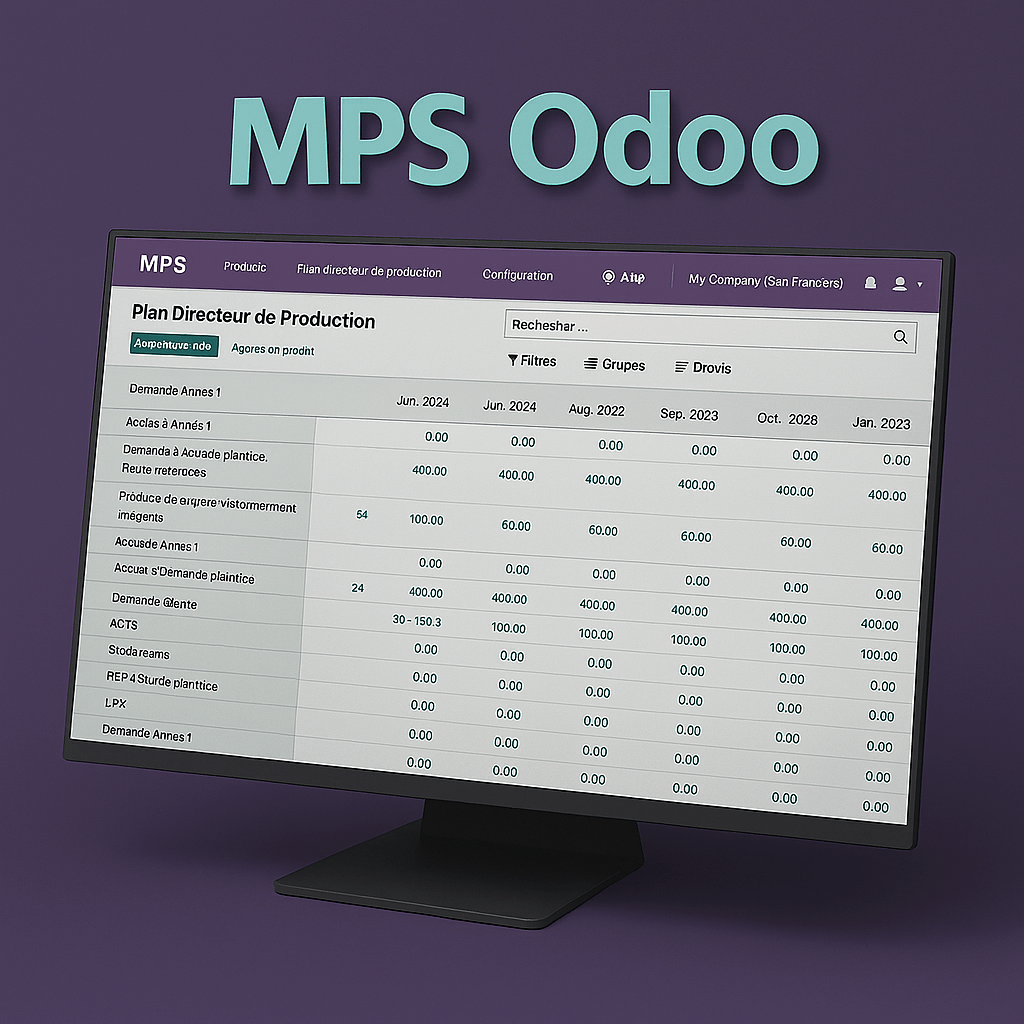 MPS Odoo
MPS Producic Flian directeur de production Configuration My Company (San Franciers)
Plan Directeur de Production
Recheshar ...
Agores on prodnt
Filtres Grupes Drovis
Demande Annes 1 Jun. 2024 Jun. 2024 Aug. 2022 Sep. 2023 Oct. 2028 Jan. 2023
Acclas à Annés 1 0.00 0.00 0.00 0.00 0.00 0.00
Demanda à Acuade plantice. 400.00 400.00 400.00 400.00 400.00 400.00
Reute rreteroces
Próduce de 54 100.00 60.00 60.00 60.00 60.00 60.00
imégents
Accusde Annes 1 0.00 0.00 0.00 0.00 0.00 0.00
Accuat s'Demande plaintice 24 400.00 400.00 400.00 400.00 400.00 400.00
Demande 30-150.3 100.00 100.00 100.00 100.00 100.00
ACTS 0.00 0.00 0.00 0.00 0.00 0.00
Stoda reams 0.00 0.00 0.00 0.00 0.00 0.00
REP 4 Sturde planttice 0.00 0.00 0.00 0.00 0.00 0.00
LPX 0.00 0.00 0.00 0.00 0.00 0.00
Demande Annes 1 0.00 0.00 0.00 0.00 0.00 0.00